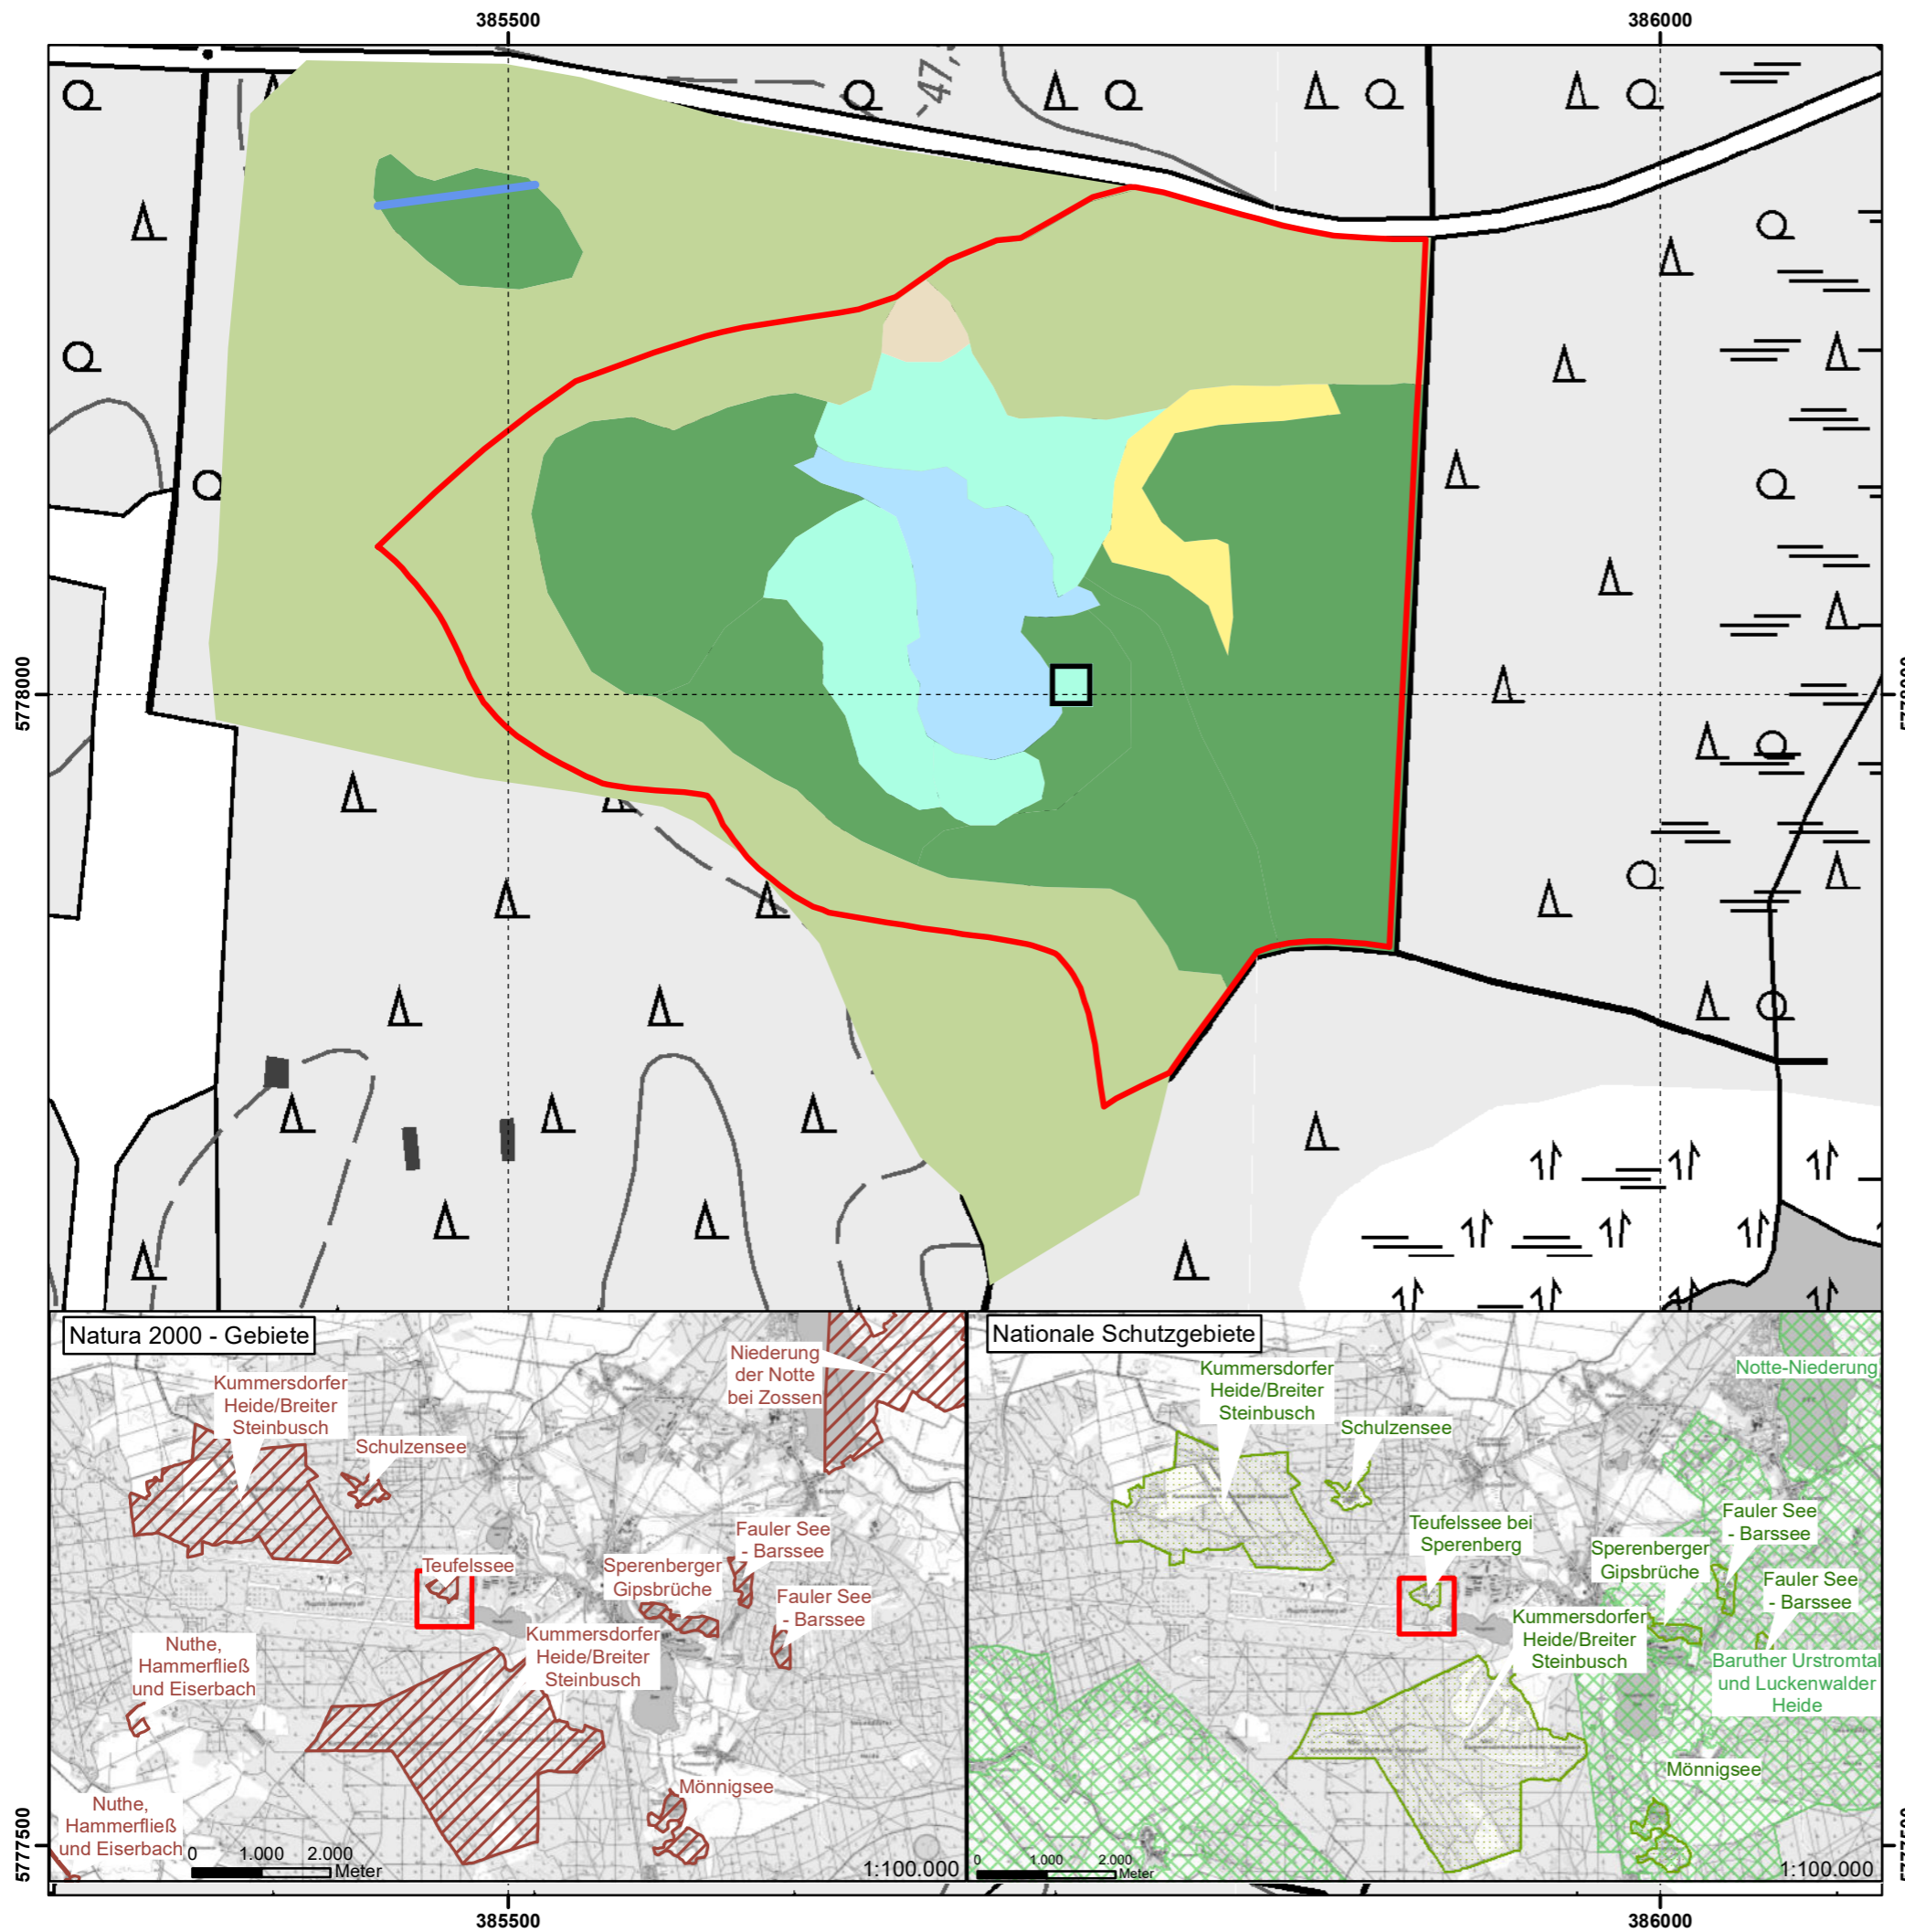 385500
386000
-47,
5778000
Natura 2000 - Gebiete
Niederung
der Notte
bei Zossen
Kummersdorfer
Heide/Breiter
Steinbusch
Schulzensee
Fauler See
- Barssee
Teufelssee
Sperenberger
Gipsbrüche
Fauler See
- Barssee
Kummersdorfer
Heide/Breiter
Steinbusch
Nuthe,
Hammerfließ
und Eiserbach
Mönnigsee
Nuthe,
Hammerfließ
und Eiserbach
0 1.000 2.000
Meter
1:100.000
Nationale Schutzgebiete
Notte-Niederung
Kummersdorfer
Heide/Breiter
Steinbusch
Schulzensee
Fauler See
- Barssee
Teufelssee bei
Sperenberg
Sperenberger
Gipsbrüche
Fauler See
- Barssee
Kummersdorfer
Heide/Breiter
Steinbusch
Baruther Urstromtal
und Luckenwalder
Heide
Mönnigsee
0 1.000 2.000
Meter
1:100.000
5777500
385500
386000